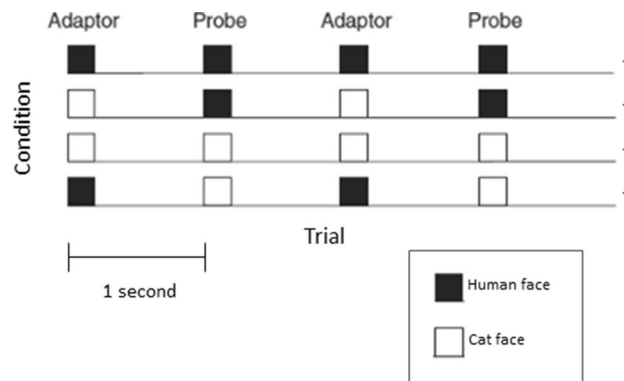 Adaptor Probe Adaptor Probe
Condition
Trial
1 second
Human face
Cat face